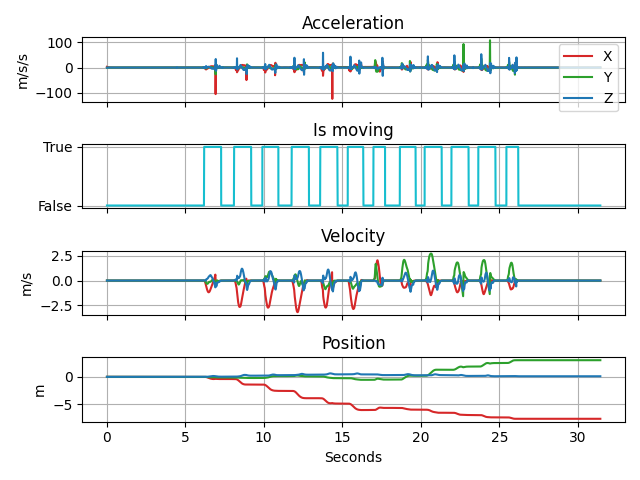 Acceleration
100
0
−100
m/s/s
X
Y
Z
Is moving
True
False
Velocity
2.5
0.0
−2.5
m/s
Position
0
−5
m
0 5 10 15 20 25 30
Seconds